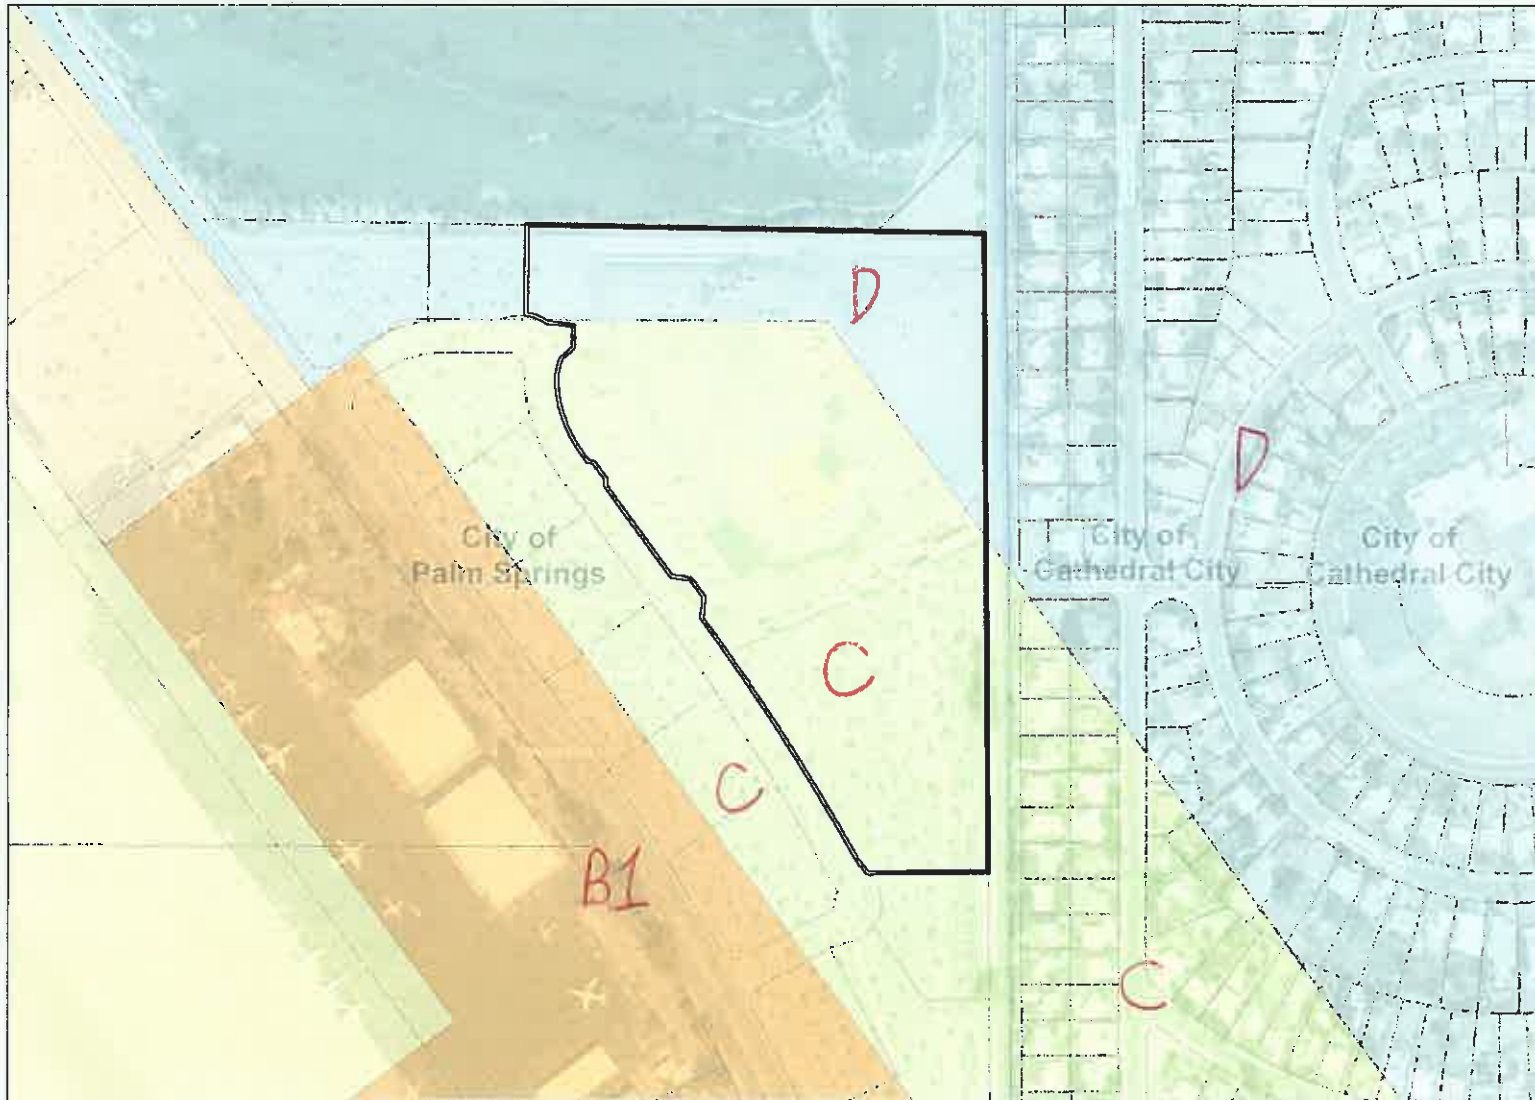 D
D
City of
Palm Springs
City of
Cathedral City
City of
Cathedral City
C
C
B1
C